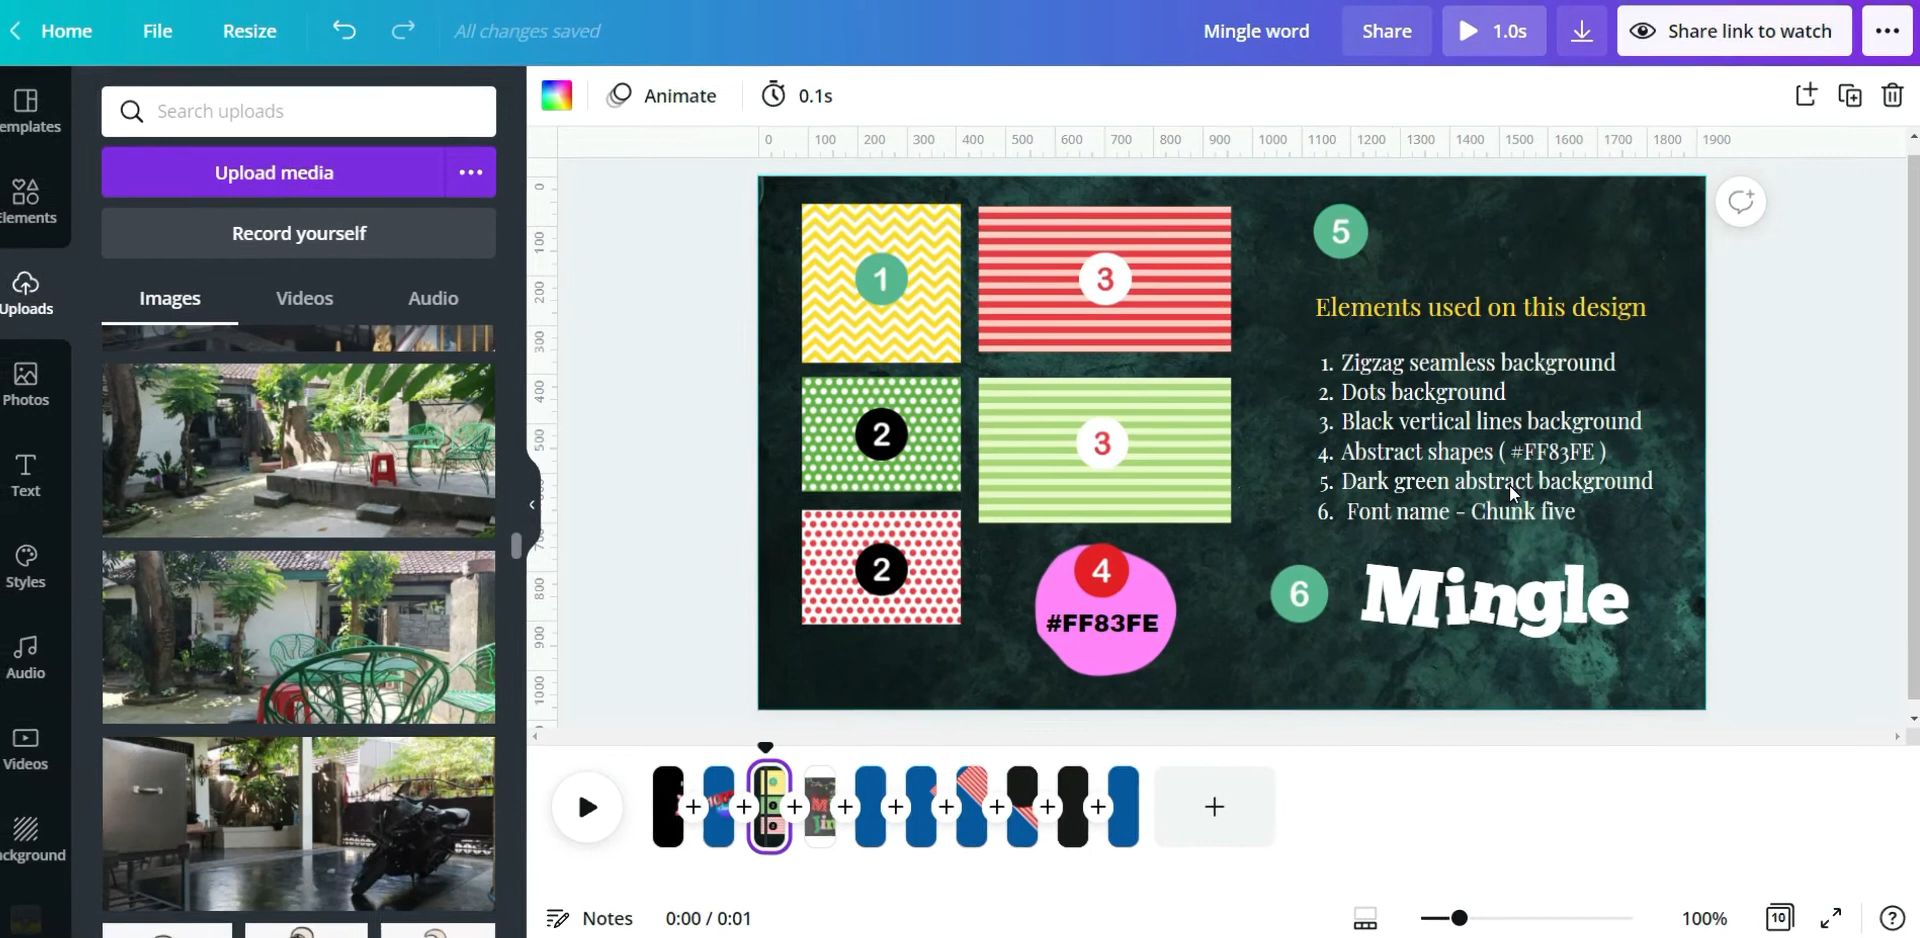 Home File Resize All changes saved Mingle word Share 1.0s Share link to watch
emplates
Elements
Uploads
Photos
Text
Styles
Audio
Videos
ckground
Search uploads
Upload media
Record yourself
Images Videos Audio
Animate 0.1s
0 100 200 300 400 500 600 700 800 900 1000 1100 1200 1300 1400 1500 1600 1700 1800 1900
0
100
200
300
400
500
700
800
900
1000
1
3
2
3
2
4
#FF83FE
5
Elements used on this design
1. Zigzag seamless background
2. Dots background
3. Black vertical lines background
4. Abstract shapes ( #FF83FE )
5. Dark green abstract background
6. Font name - Chunk five
6 Mingle
Notes 0:00 / 0:01 100% 10